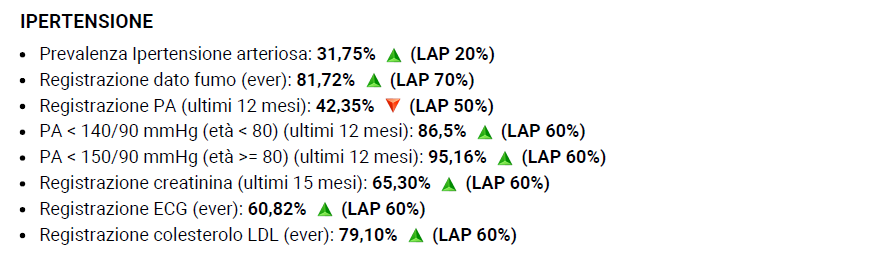 IPERTENSIONE
• Prevalenza Ipertensione arteriosa: 31,75% ▲ (LAP 20%)
• Registrazione dato fumo (ever): 81,72% ▲ (LAP 70%)
• Registrazione PA (ultimi 12 mesi): 42,35% ▼ (LAP 50%)
• PA < 140/90 mmHg (età < 80) (ultimi 12 mesi): 86,5% ▲ (LAP 60%)
• PA < 150/90 mmHg (età >= 80) (ultimi 12 mesi): 95,16% ▲ (LAP 60%)
• Registrazione creatinina (ultimi 15 mesi): 65,30% ▲ (LAP 60%)
• Registrazione ECG (ever): 60,82% ▲ (LAP 60%)
• Registrazione colesterolo LDL (ever): 79,10% ▲ (LAP 60%)